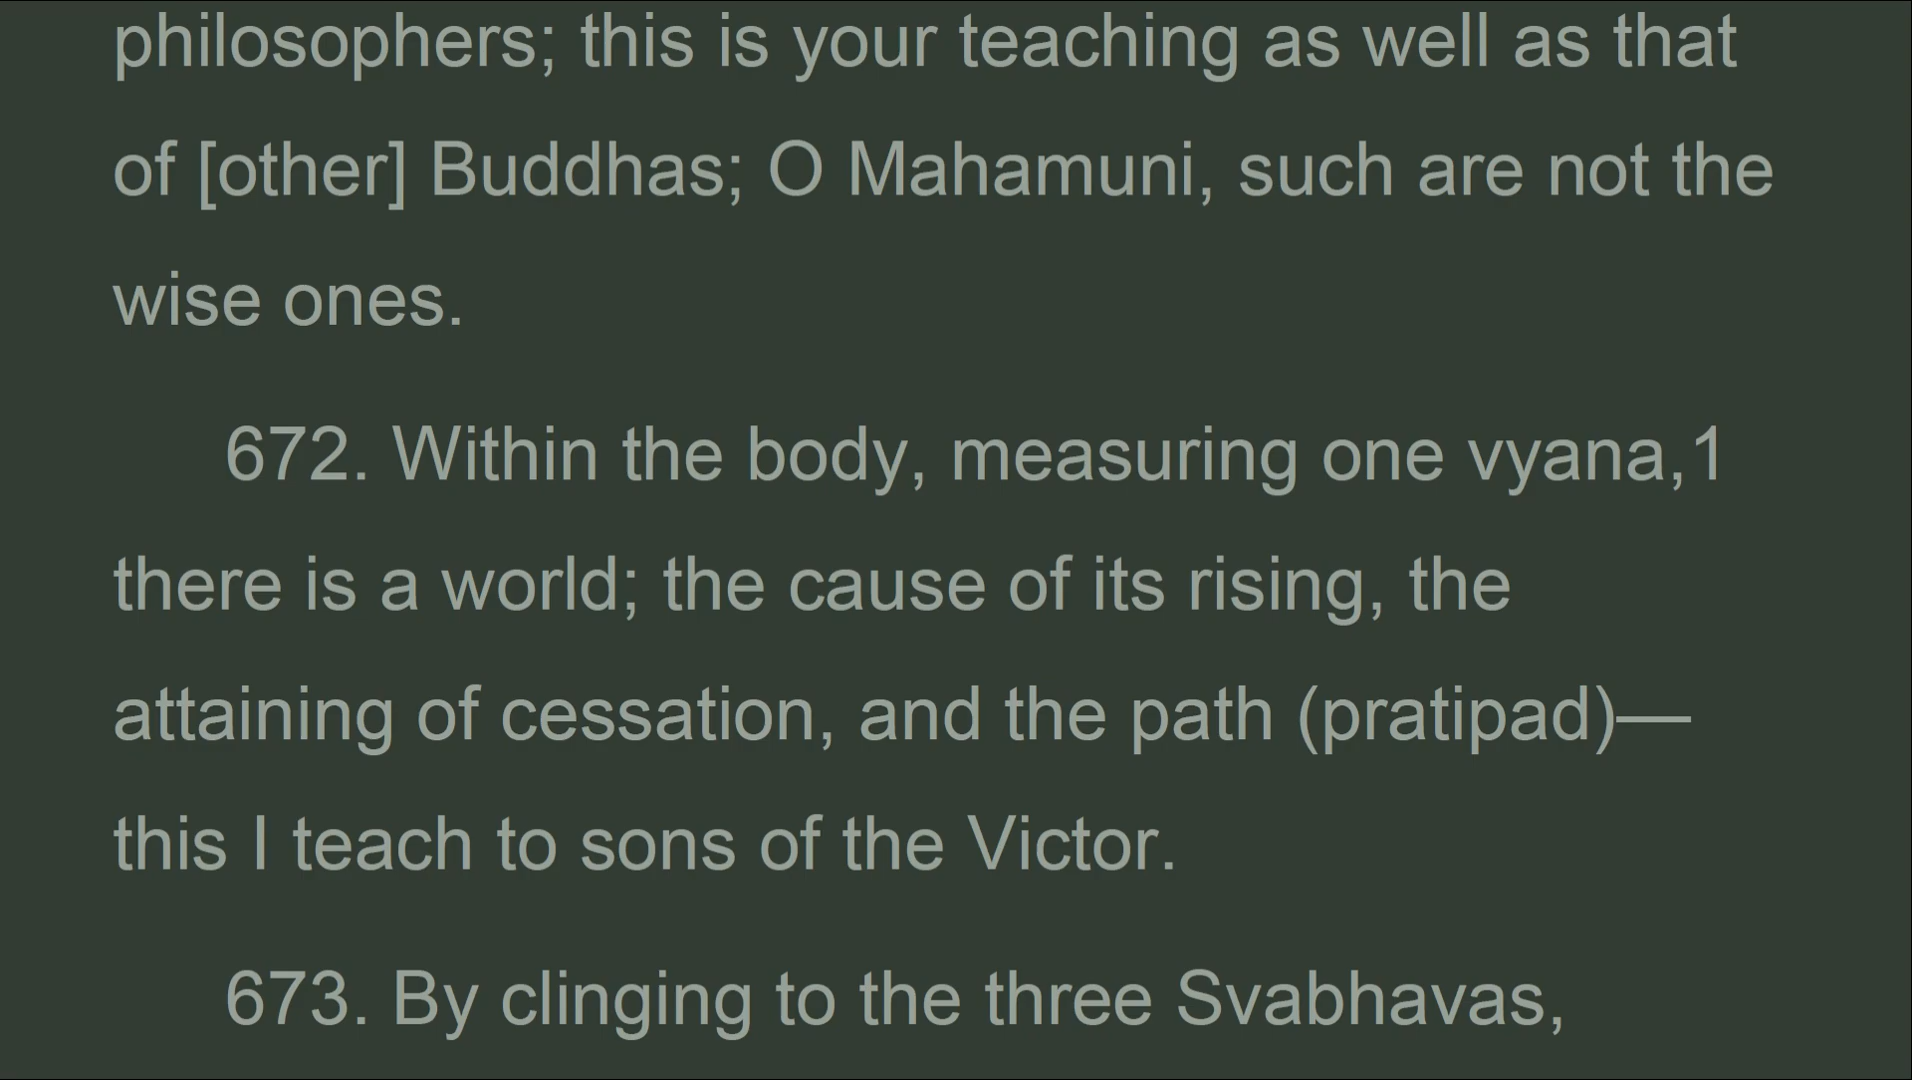 philosophers; this is your teaching as well as that
of [other] Buddhas; O Mahamuni, such are not the
wise ones.
672. Within the body, measuring one vyana,1
there is a world; the cause of its rising, the
attaining of cessation, and the path (pratipad)—
this I teach to sons of the Victor.
673. By clinging to the three Svabhavas,